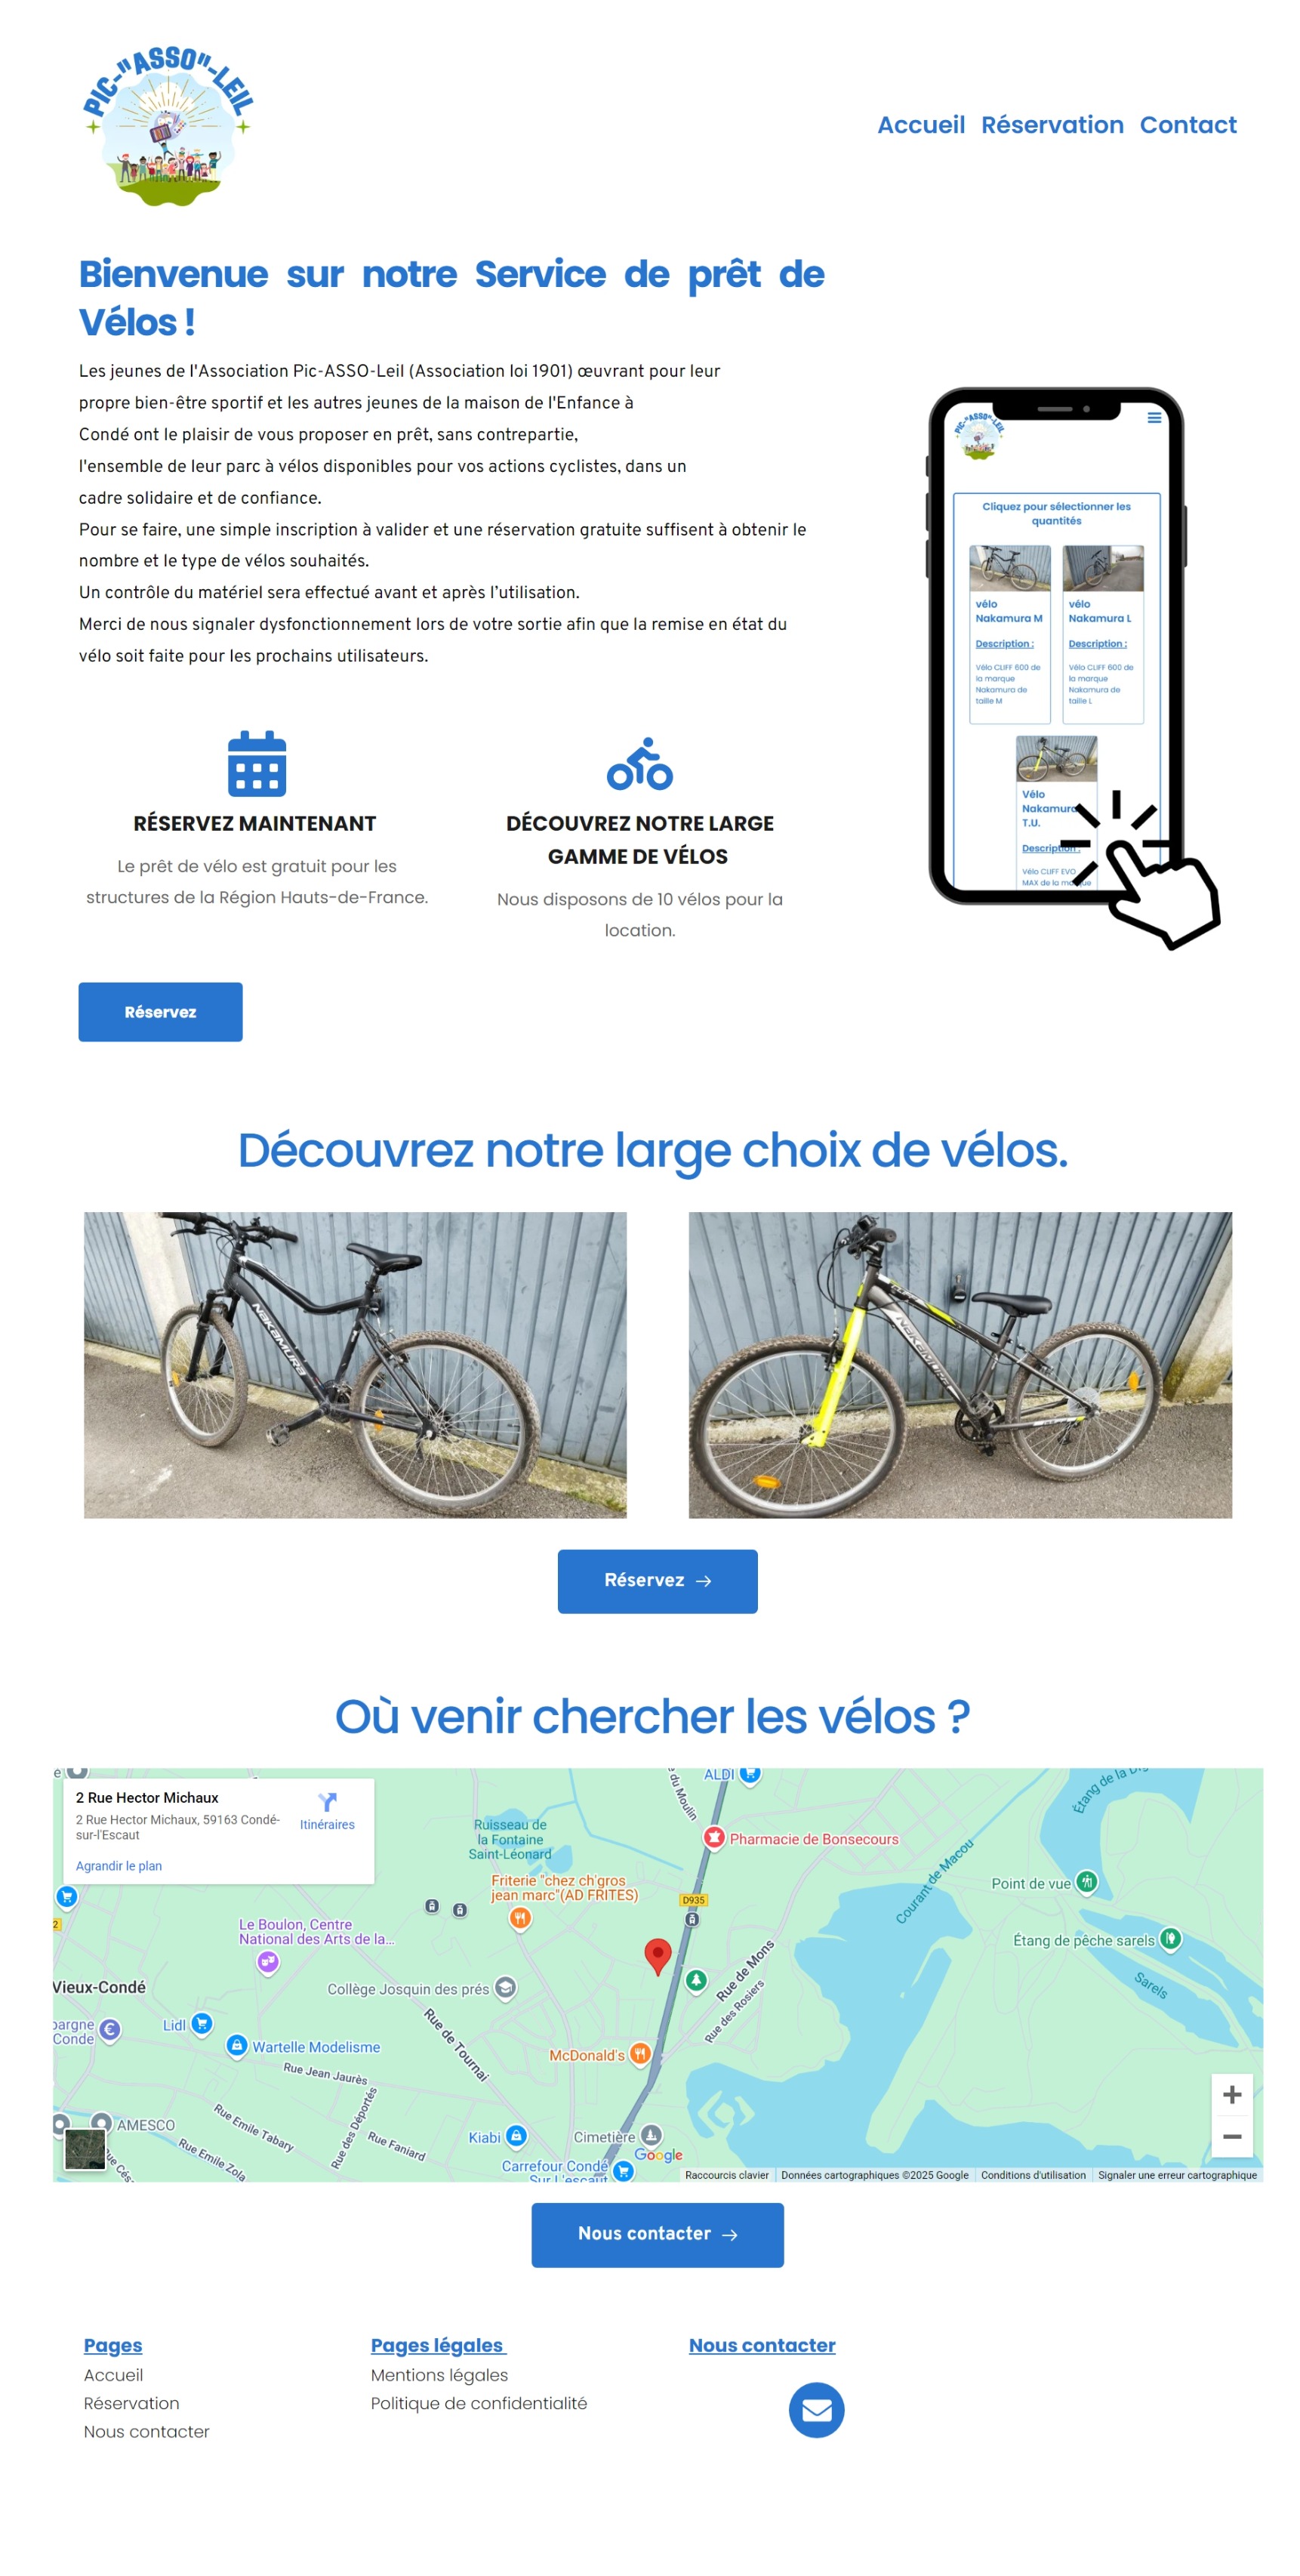 PIC-"ASSO"-LEIL
Accueil Réservation Contact
Bienvenue sur notre Service de prêt de
Vélos !
Les jeunes de l'Association Pic-ASSO-Leil (Association loi 1901) œuvrant pour leur
propre bien-être sportif et les autres jeunes de la maison de l'Enfance à
Condé ont le plaisir de vous proposer en prêt, sans contrepartie,
l'ensemble de leur parc à vélos disponibles pour vos actions cyclistes, dans un
cadre solidaire et de confiance.
Pour se faire, une simple inscription à valider et une réservation gratuite suffisent à obtenir le
nombre et le type de vélos souhaités.
Un contrôle du matériel sera effectué avant et après l’utilisation.
Merci de nous signaler dysfonctionnement lors de votre sortie afin que la remise en état du
vélo soit faite pour les prochains utilisateurs.
RÉSERVEZ MAINTENANT
Le prêt de vélo est gratuit pour les
structures de la Région Hauts-de-France.
DÉCOUVREZ NOTRE LARGE
GAMME DE VÉLOS
Nous disposons de 10 vélos pour la
location.
Réservez
PIC-"ASSO"-LEIL
Cliquez pour sélectionner les
quantités
vélo
Nakamura M
Description :
Vélo CLIFF 600 de
la marque
Nakamura de
taille M
vélo
Nakamura L
Description :
Vélo CLIFF 600 de
la marque
Nakamura de
taille L
Vélo
Nakamura
T.U.
Description :
Vélo CLIFF EVO
MAX de la marque
Découvrez notre large choix de vélos.
NAKAMURA
NAKAMURA
Réservez →
Où venir chercher les vélos ?
2 Rue Hector Michaux
2 Rue Hector Michaux, 59163 Condé-
sur-l'Escaut
Itinéraires
Agrandir le plan
ALDI
Rue du Moulin
Étang de la Di
Ruisseau de
la Fontaine
Saint-Léonard
Pharmacie de Bonsecours
Courant de Macou
Point de vue
Friterie "chez ch'gros
jean marc"(AD FRITES)
D935
Le Boulon, Centre
National des Arts de la...
Étang de pêche sarels
Sarels
Vieux-Condé
Collège Josquin des prés
Rue de Mons
Rue des Rosiers
pargne
Conde
Lidl
Wartelle Modelisme
Rue de Tournai
McDonald's
Rue Jean Jaurès
AMESCO
Rue Emile Tabary
Rue des Déportés
Rue Faniard
Rue Emile Zola
Kiabi
Cimetière
Google
Carrefour Condé
Sur L'escaut
Raccourcis clavier Données cartographiques ©2025 Google Conditions d'utilisation Signaler une erreur cartographique
Nous contacter →
Pages
Accueil
Réservation
Nous contacter
Pages légales
Mentions légales
Politique de confidentialité
Nous contacter